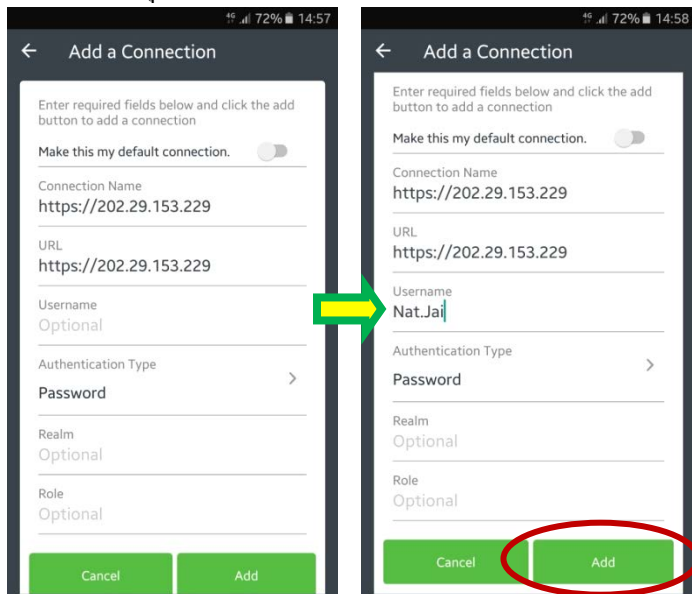 4G 72% 14:57
Add a Connection
Enter required fields below and click the add
button to add a connection
Make this my default connection.
Connection Name
https://202.29.153.229
URL
https://202.29.153.229
Username
Optional
Authentication Type
Password
Realm
Optional
Role
Optional
Cancel Add
4G 72% 14:58
Add a Connection
Enter required fields below and click the add
button to add a connection
Make this my default connection.
Connection Name
https://202.29.153.229
URL
https://202.29.153.229
Username
Nat.Jai
Authentication Type
Password
Realm
Optional
Role
Optional
Cancel Add